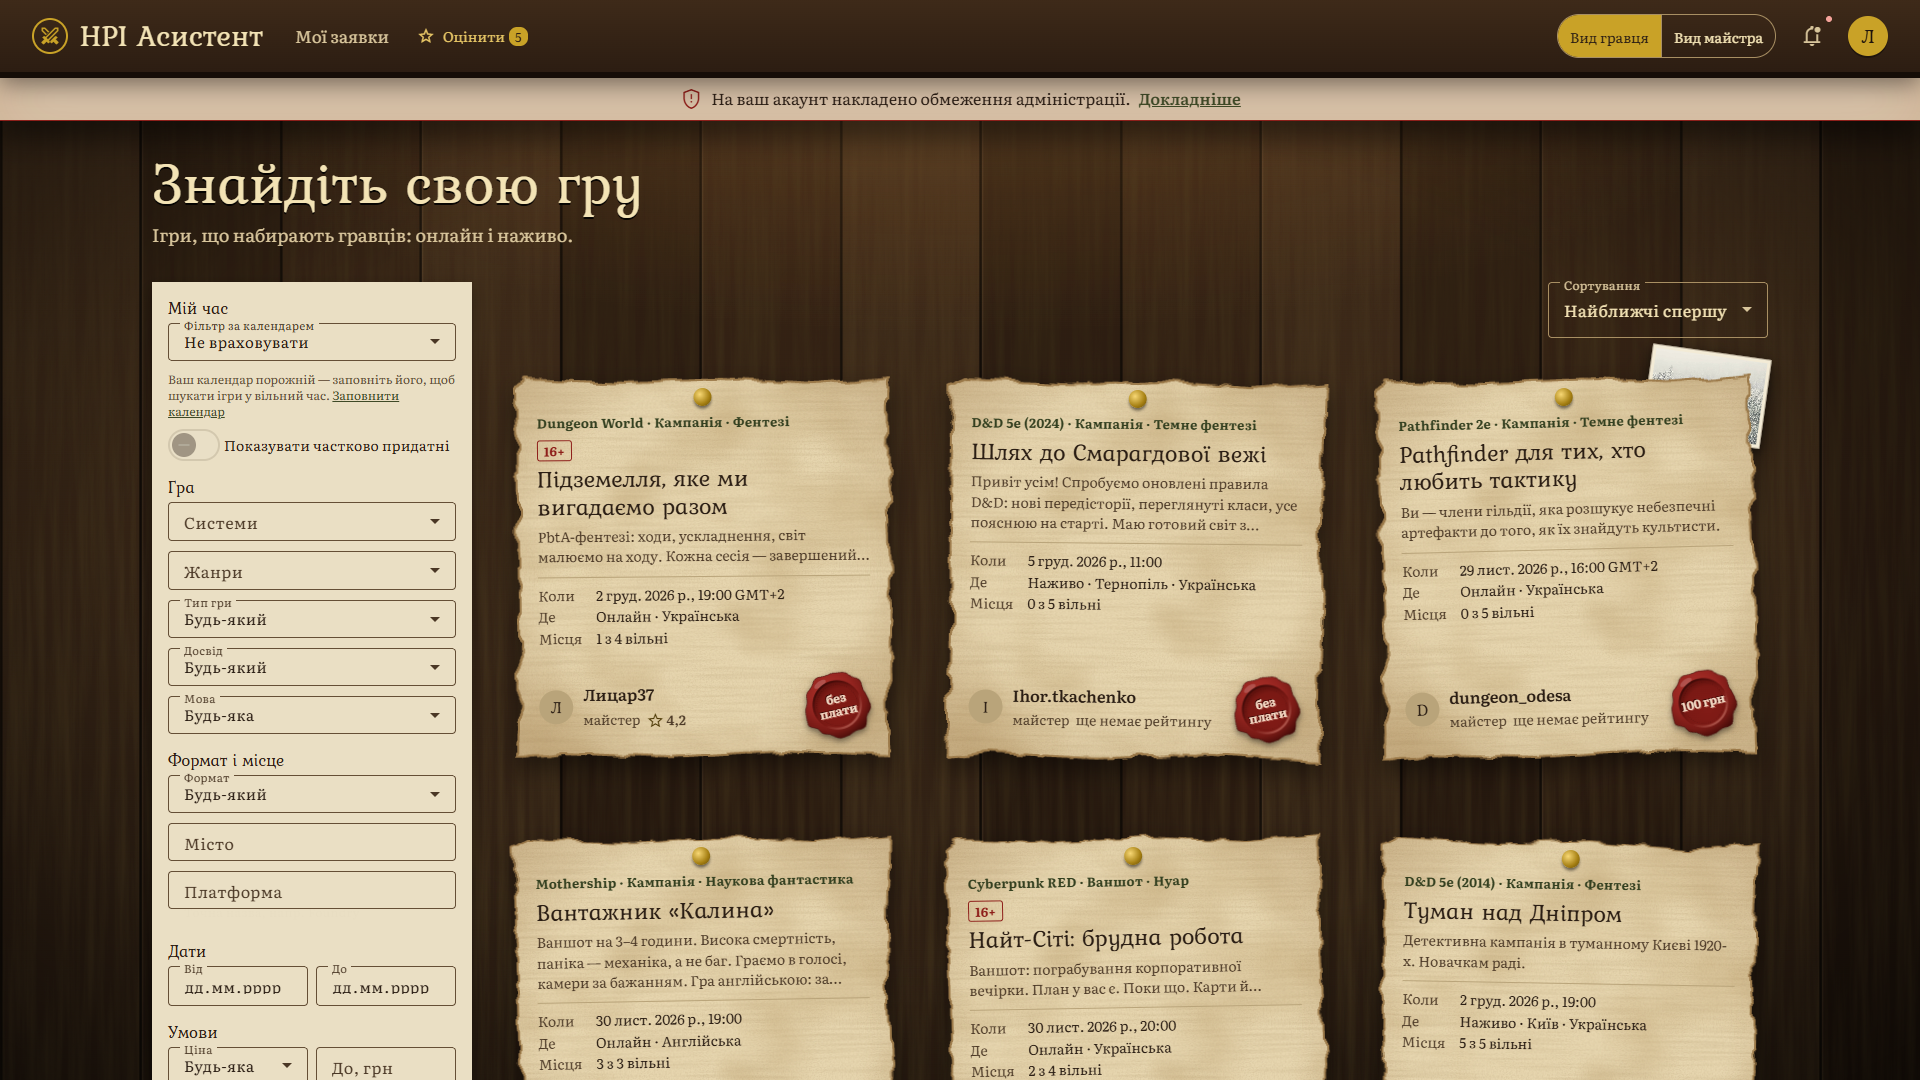 НРІ Асистент
Мої заявки
Оцінити 5
Вид гравця
Вид майстра
Л
На ваш акаунт накладено обмеження адміністрації. Докладніше
Знайдіть свою гру
Ігри, що набирають гравців: онлайн і наживо.
Мій час
Фільтр за календарем
Не враховувати
Ваш календар порожній — заповніть його, щоб
шукати ігри у вільний час. Заповнити
календар
Показувати частково придатні
Гра
Системи
Жанри
Тип гри
Будь-який
Досвід
Будь-який
Мова
Будь-яка
Формат і місце
Формат
Будь-який
Місто
Платформа
Дати
Від
дд.мм.рррр
До
дд.мм.рррр
Умови
Ціна
Будь-яка
До, грн
Сортування
Найближчі спершу
Dungeon World · Кампанія · Фентезі
16+
Підземелля, яке ми
вигадаємо разом
PbtA-фентезі: ходи, ускладнення, світ
малюємо на ходу. Кожна сесія — завершений…
Коли 2 груд. 2026 р., 19:00 GMT+2
Де Онлайн · Українська
Місця 1 з 4 вільні
Л
Лицар37
майстер 4,2
без
плати
D&D 5e (2024) · Кампанія · Темне фентезі
Шлях до Смарагдової вежі
Привіт усім! Спробуємо оновлені правила
D&D: нові передісторії, переглянуті класи, усе
пояснюю на старті. Маю готовий світ з…
Коли 5 груд. 2026 р., 11:00
Де Наживо · Тернопіль · Українська
Місця 0 з 5 вільні
I
Ihor.tkachenko
майстер ще немає рейтингу
без
плати
Pathfinder 2e · Кампанія · Темне фентезі
Pathfinder для тих, хто
любить тактику
Ви — члени гільдії, яка розшукує небезпечні
артефакти до того, як їх знайдуть культисти.
Коли 29 лист. 2026 р., 16:00 GMT+2
Де Онлайн · Українська
Місця 0 з 5 вільні
D
dungeon_odesa
майстер ще немає рейтингу
100 грн
Mothership · Кампанія · Наукова фантастика
Вантажник «Калина»
Ваншот на 3–4 години. Висока смертність,
паніка — механіка, а не баг. Граємо в голосі,
камери за бажанням. Гра англійською: за…
Коли 30 лист. 2026 р., 19:00
Де Онлайн · Англійська
Місця 3 з 3 вільні
Cyberpunk RED · Ваншот · Нуар
16+
Найт-Сіті: брудна робота
Ваншот: пограбування корпоративної
вечірки. План у вас є. Поки що. Карти й…
Коли 30 лист. 2026 р., 20:00
Де Онлайн · Українська
Місця 2 з 4 вільні
D&D 5e (2014) · Кампанія · Фентезі
Туман над Дніпром
Детективна кампанія в туманному Києві 1920-
х. Новачкам раді.
Коли 2 груд. 2026 р., 19:00
Де Наживо · Київ · Українська
Місця 5 з 5 вільні